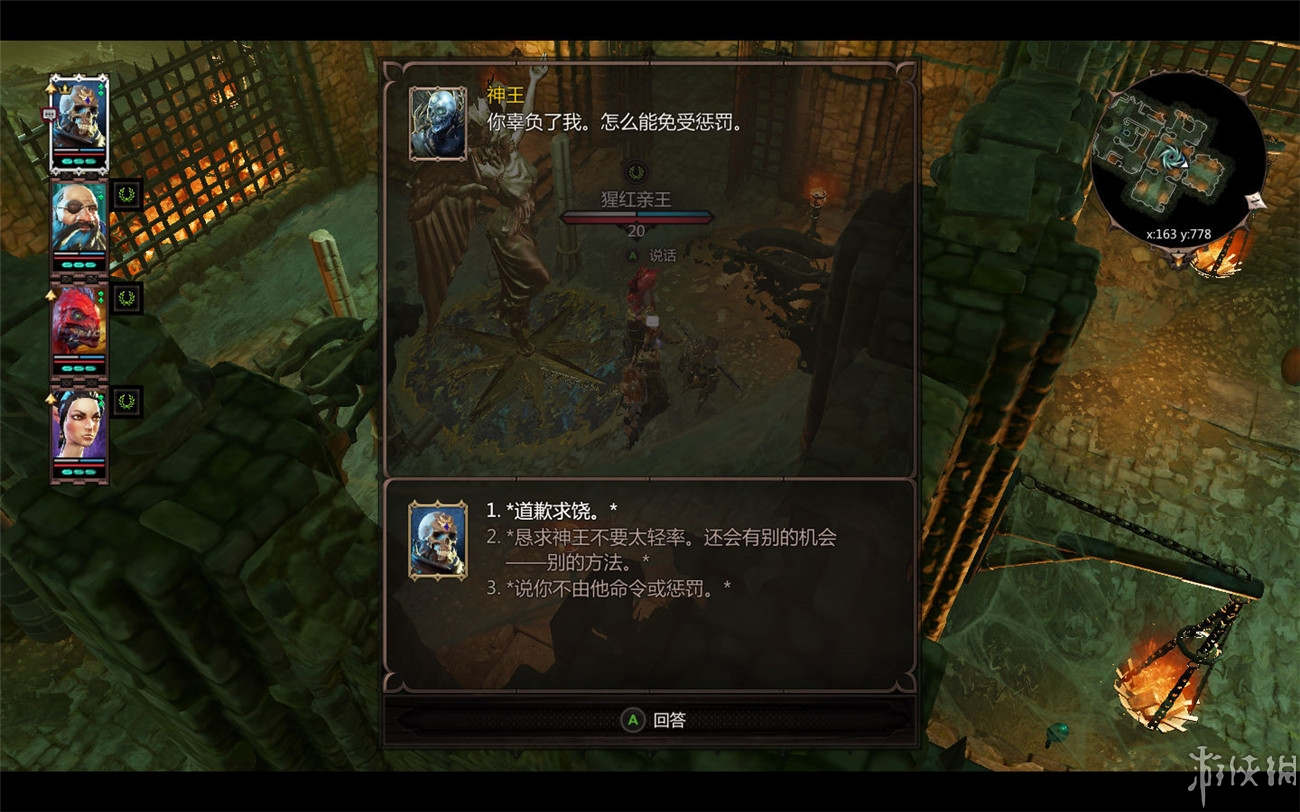 神王
你辜负了我。怎么能免受惩罚。
猩红亲王
20
A 说话
x:163 y:778
1. *道歉求饶。*
2. *恳求神王不要太轻率。还会有别的机会
——别的方法。*
3. *说你不由他命令或惩罚。*
A 回答
游侠网